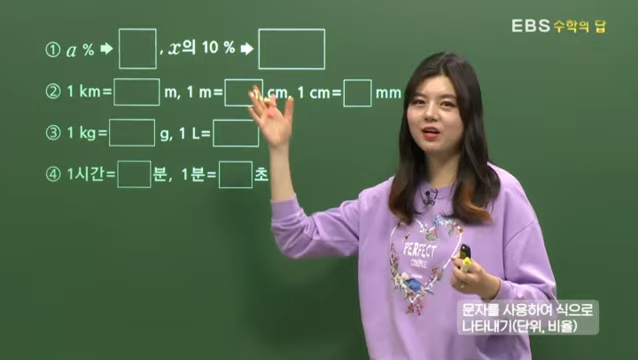 EBS 수학의 답
① a % ➡ , x의 10 % ➡
② 1 km= m, 1 m= cm, 1 cm= mm
③ 1 kg= g, 1 L=
④ 1시간= 분, 1분= 초
PERFECT
COUPLE
문자를 사용하여 식으로
나타내기(단위, 비율)